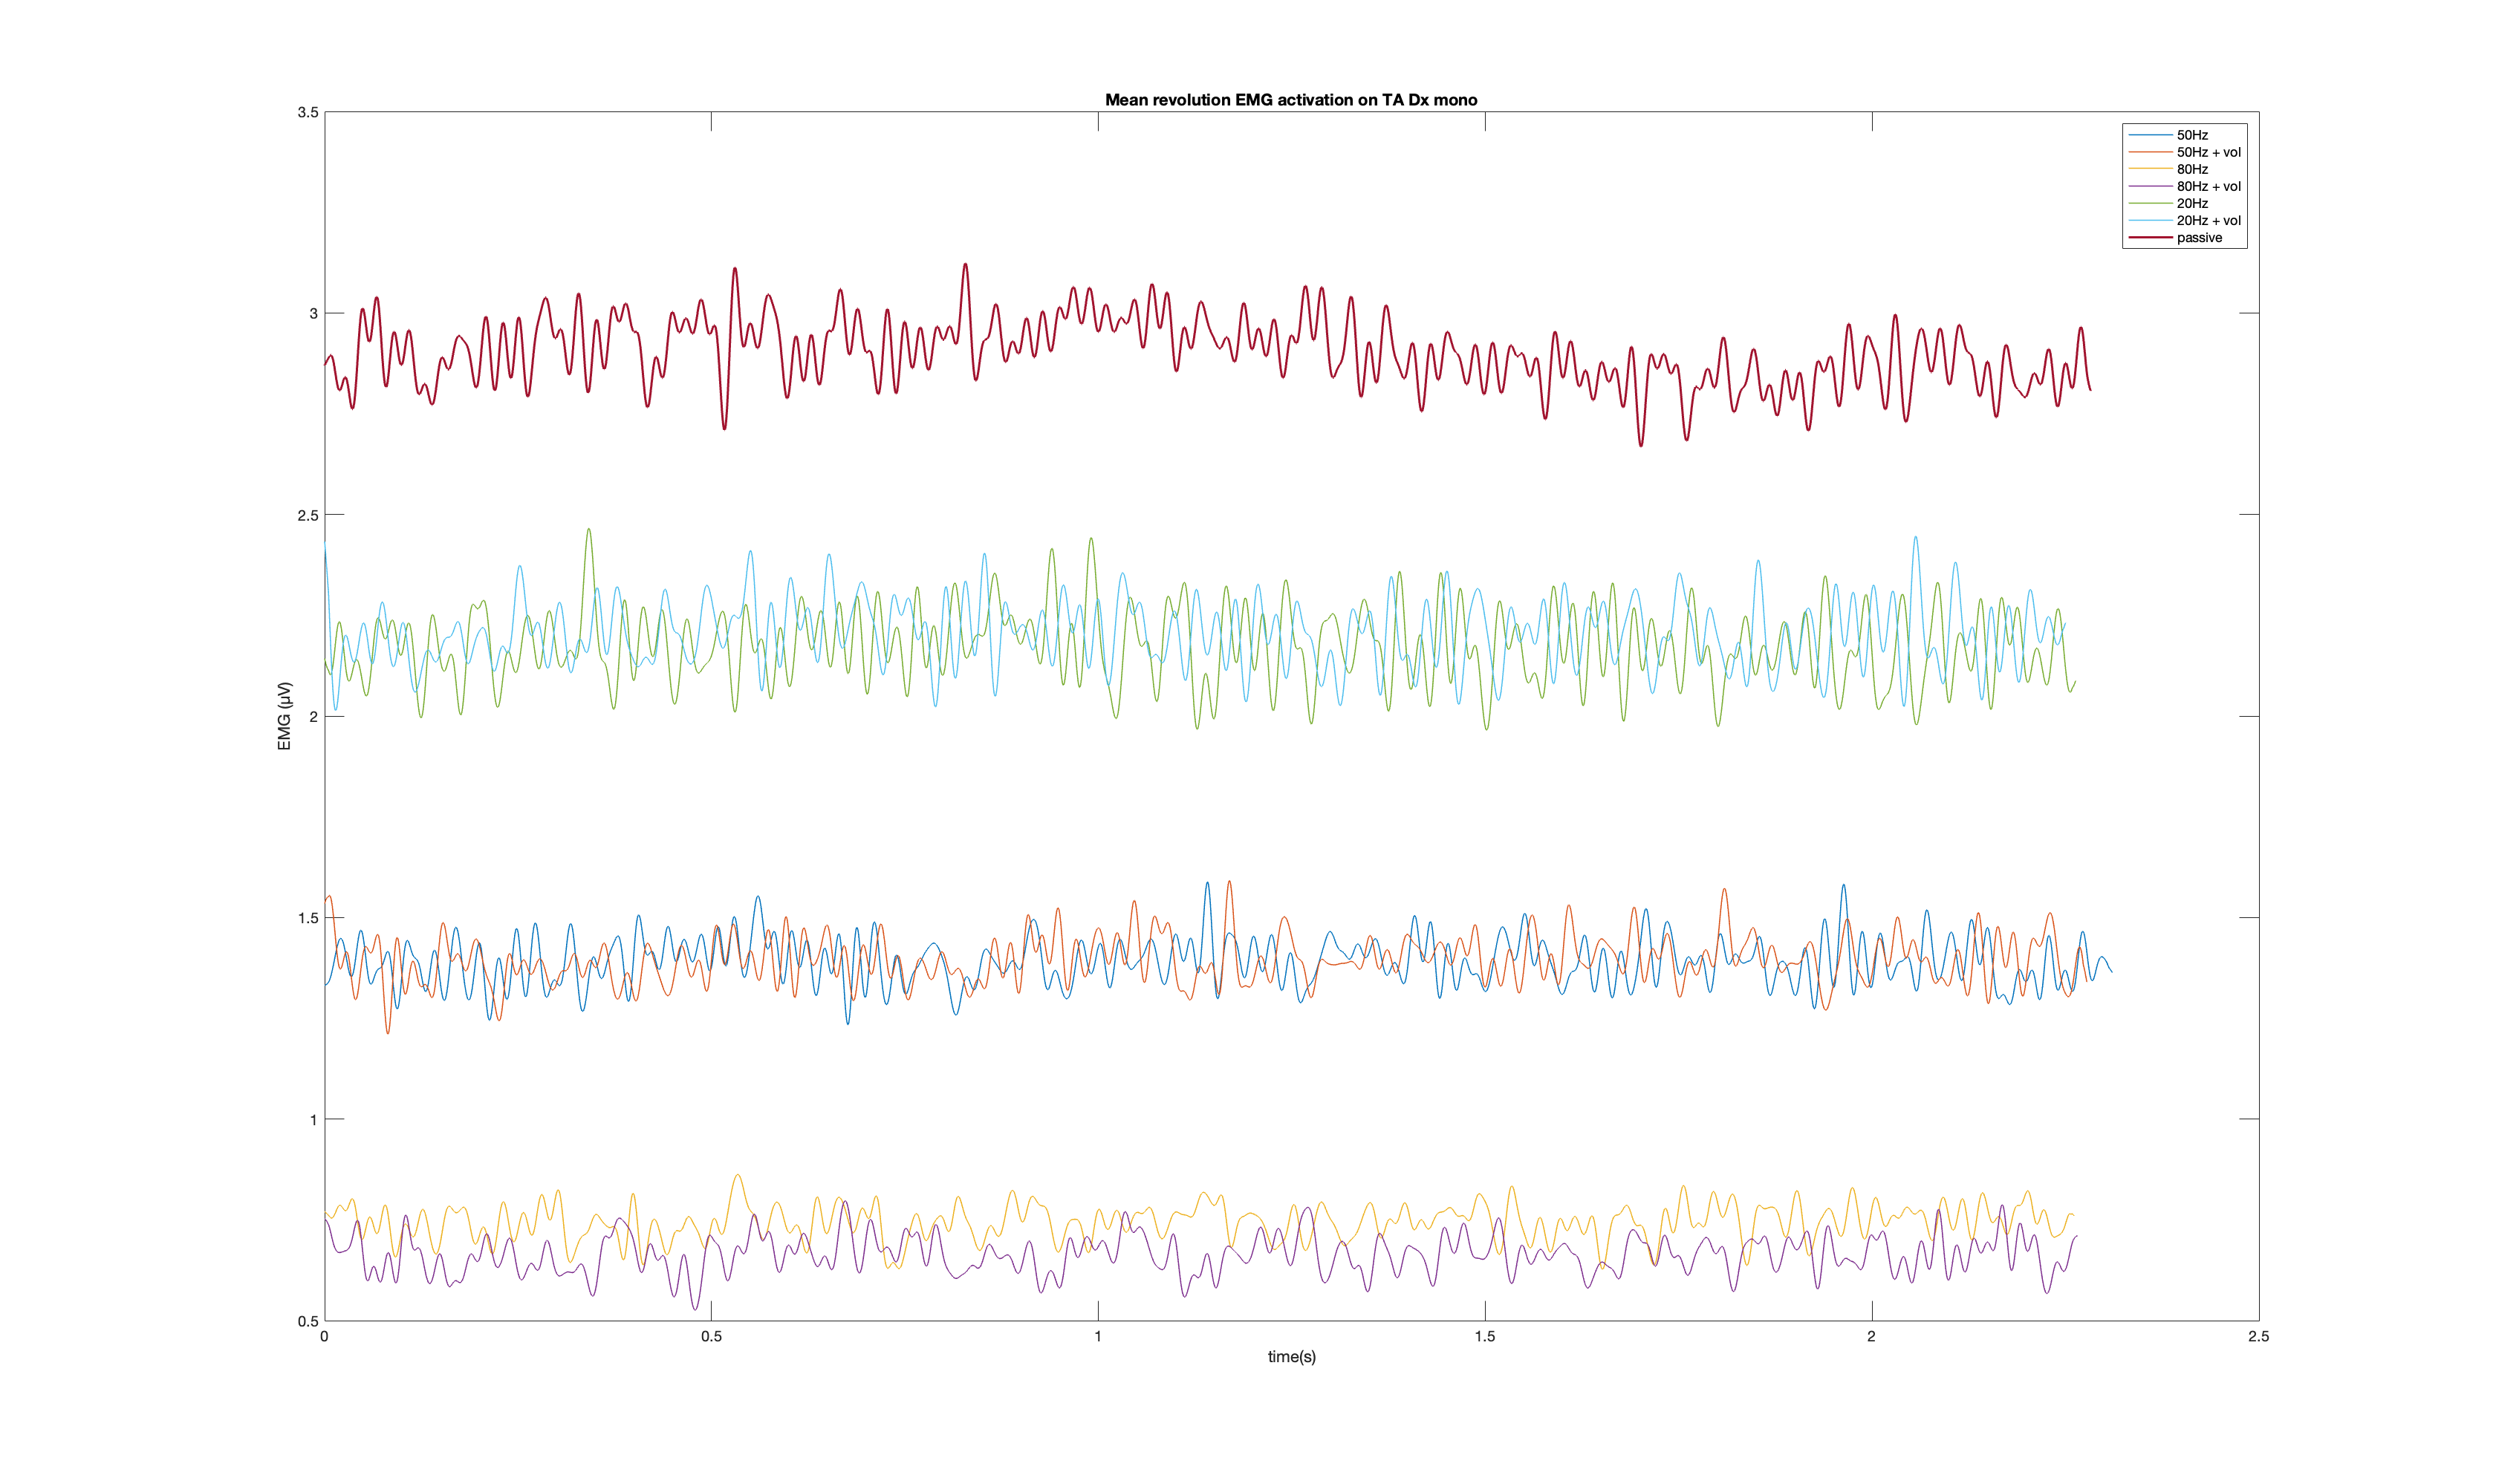 Mean revolution EMG activation on TA Dx mono
3.5
3
2.5
2
1.5
1
0.5
EMG (µV)
50Hz
50Hz + vol
80Hz
80Hz + vol
20Hz
20Hz + vol
passive
0
0.5
1
1.5
2
2.5
time(s)